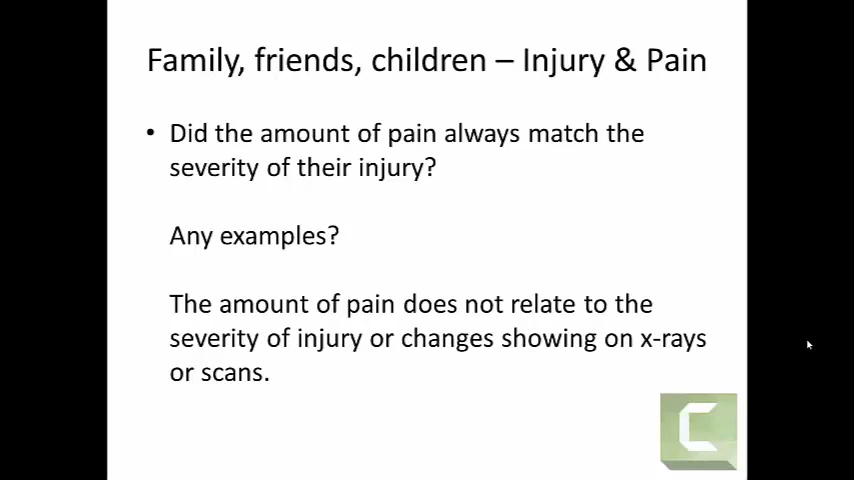 Family, friends, children – Injury & Pain
• Did the amount of pain always match the
severity of their injury?
Any examples?
The amount of pain does not relate to the
severity of injury or changes showing on x-rays
or scans.
C